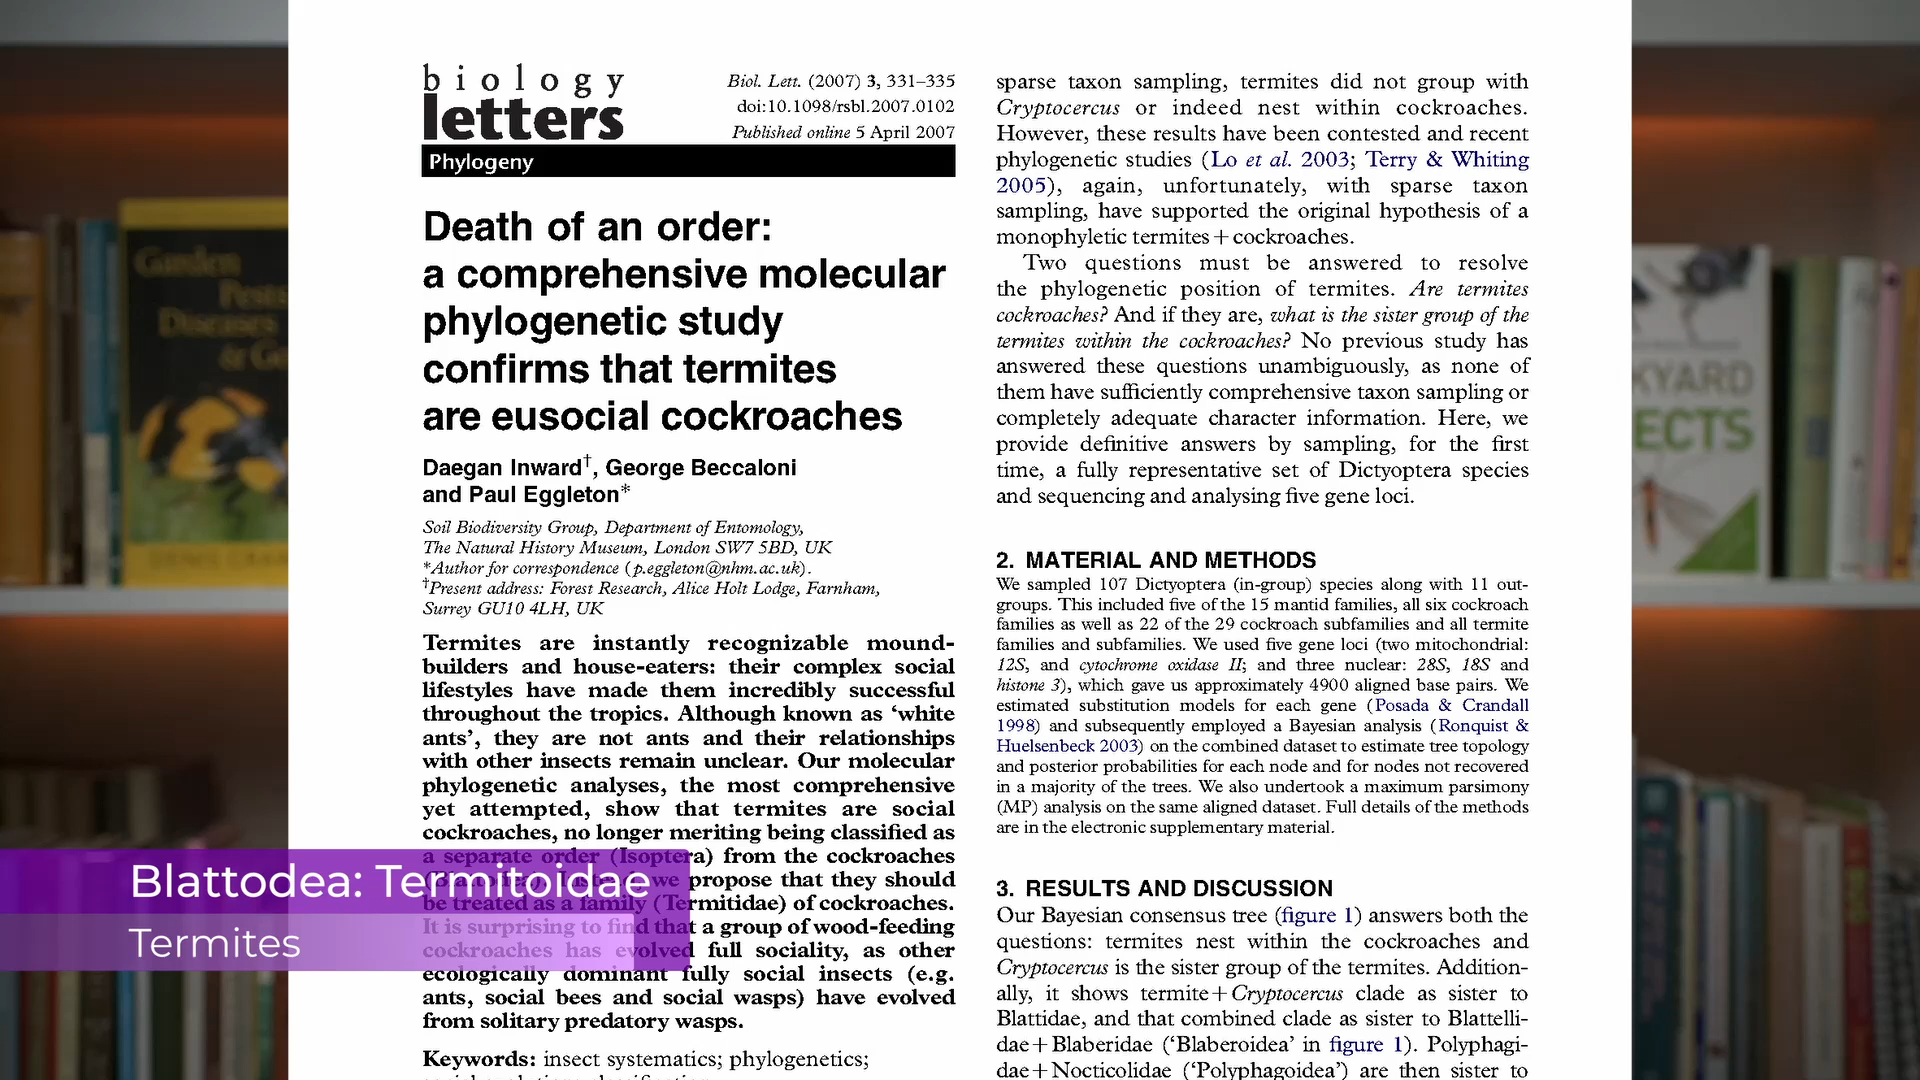 biology
letters
Biol. Lett. (2007) 3, 331–335
doi:10.1098/rsbl.2007.0102
Published online 5 April 2007
Phylogeny
Death of an order:
a comprehensive molecular
phylogenetic study
confirms that termites
are eusocial cockroaches
Daegan Inward†, George Beccaloni
and Paul Eggleton*
Soil Biodiversity Group, Department of Entomology,
The Natural History Museum, London SW7 5BD, UK
*Author for correspondence (p.eggleton@nhm.ac.uk).
†Present address: Forest Research, Alice Holt Lodge, Farnham,
Surrey GU10 4LH, UK
Termites are instantly recognizable mound-
builders and house-eaters: their complex social
lifestyles have made them incredibly successful
throughout the tropics. Although known as ‘white
ants’, they are not ants and their relationships
with other insects remain unclear. Our molecular
phylogenetic analyses, the most comprehensive
yet attempted, show that termites are social
cockroaches, no longer meriting being classified as
a separate order (Isoptera) from the cockroaches
we propose that they should
be treated as a family (Termitidae) of cockroaches.
It is surprising to find that a group of wood-feeding
cockroaches has evolved full sociality, as other
ecologically dominant fully social insects (e.g.
ants, social bees and social wasps) have evolved
from solitary predatory wasps.
Keywords: insect systematics; phylogenetics;
sparse taxon sampling, termites did not group with
Cryptocercus or indeed nest within cockroaches.
However, these results have been contested and recent
phylogenetic studies (Lo et al. 2003; Terry & Whiting
2005), again, unfortunately, with sparse taxon
sampling, have supported the original hypothesis of a
monophyletic termites+cockroaches.
Two questions must be answered to resolve
the phylogenetic position of termites. Are termites
cockroaches? And if they are, what is the sister group of the
termites within the cockroaches? No previous study has
answered these questions unambiguously, as none of
them have sufficiently comprehensive taxon sampling or
completely adequate character information. Here, we
provide definitive answers by sampling, for the first
time, a fully representative set of Dictyoptera species
and sequencing and analysing five gene loci.
2. MATERIAL AND METHODS
We sampled 107 Dictyoptera (in-group) species along with 11 out-
groups. This included five of the 15 mantid families, all six cockroach
families as well as 22 of the 29 cockroach subfamilies and all termite
families and subfamilies. We used five gene loci (two mitochondrial:
12S, and cytochrome oxidase II; and three nuclear: 28S, 18S and
histone 3), which gave us approximately 4900 aligned base pairs. We
estimated substitution models for each gene (Posada & Crandall
1998) and subsequently employed a Bayesian analysis (Ronquist &
Huelsenbeck 2003) on the combined dataset to estimate tree topology
and posterior probabilities for each node and for nodes not recovered
in a majority of the trees. We also undertook a maximum parsimony
(MP) analysis on the same aligned dataset. Full details of the methods
are in the electronic supplementary material.
3. RESULTS AND DISCUSSION
Our Bayesian consensus tree (figure 1) answers both the
questions: termites nest within the cockroaches and
Cryptocercus is the sister group of the termites. Addition-
ally, it shows termite+Cryptocercus clade as sister to
Blattidae, and that combined clade as sister to Blattelli-
dae+Blaberidae (‘Blaberoidea’ in figure 1). Polyphagi-
dae+Nocticolidae (‘Polyphagoidea’) are then sister to
Blattodea: Termitoidae
Termites
Garden
Pests
Diseases
& Go
KYARD
ECTS